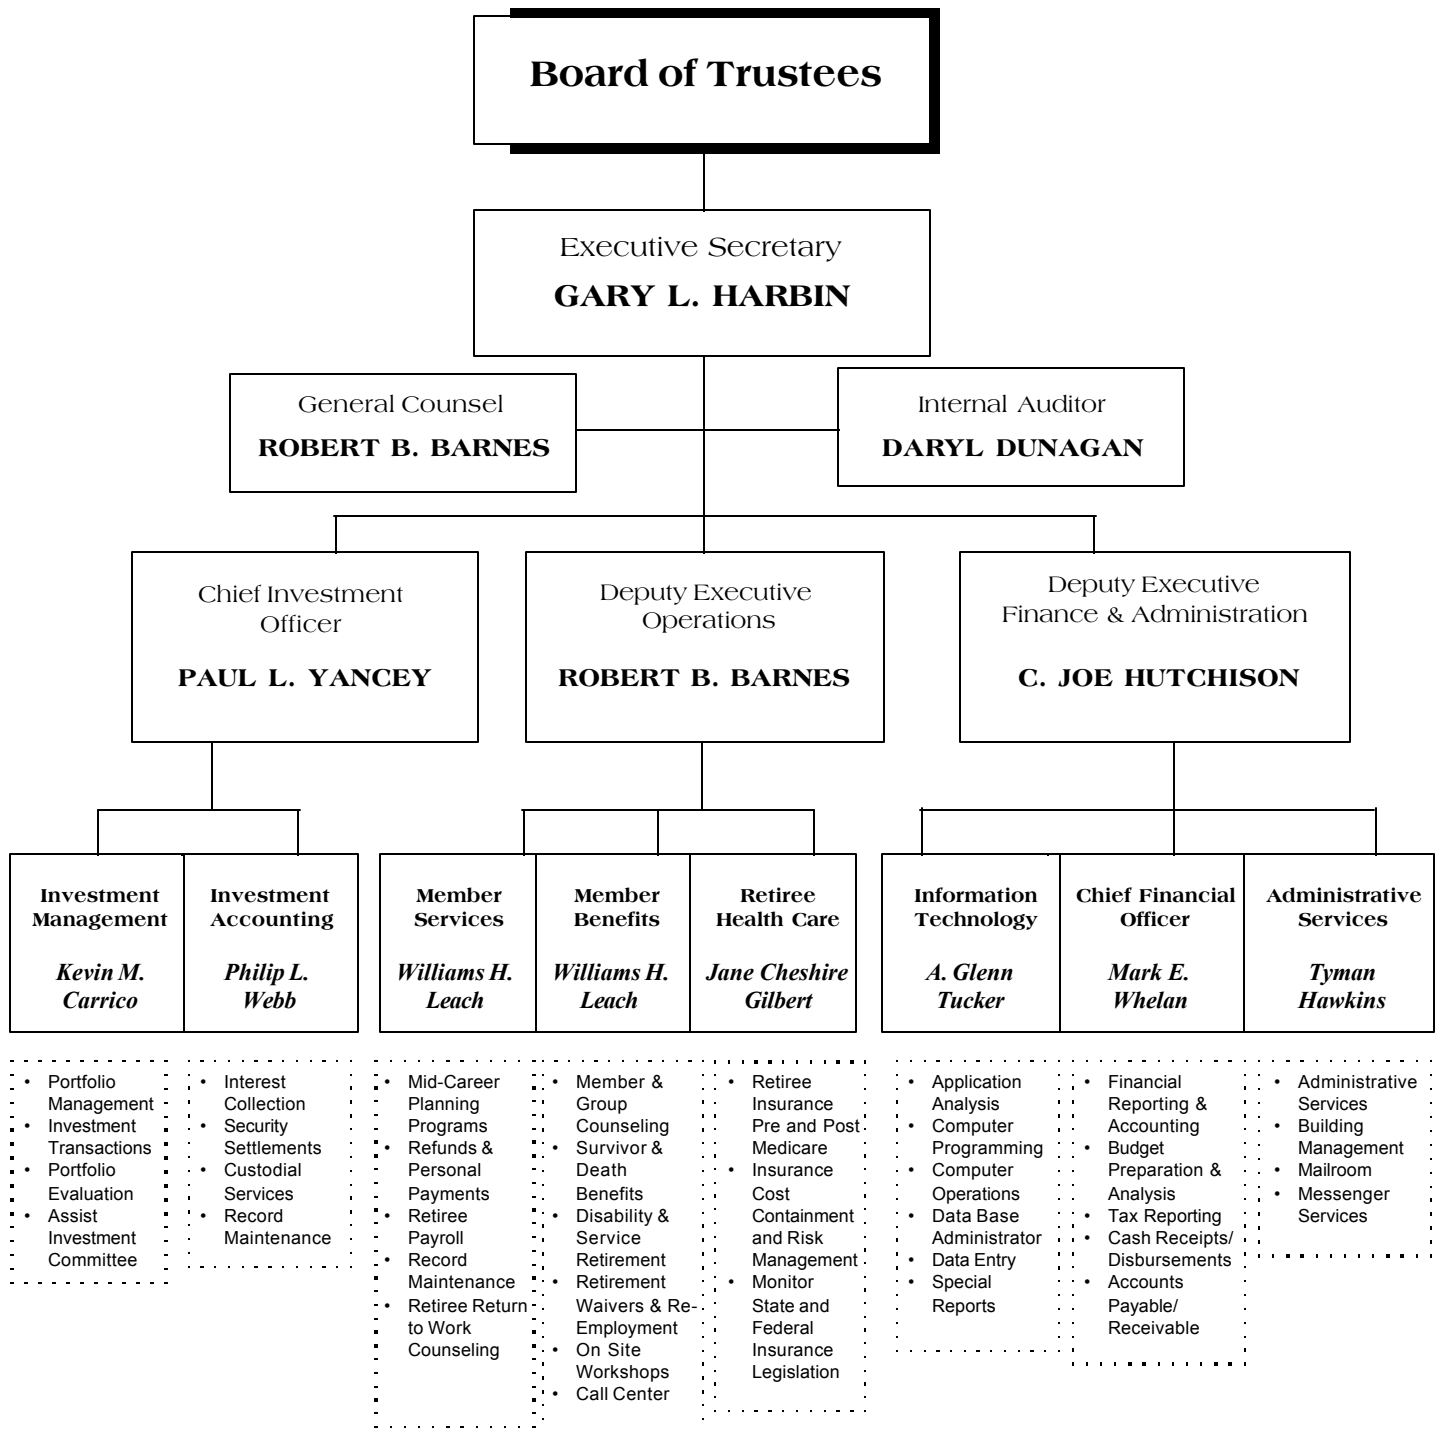 Board of Trustees
Executive Secretary
GARY L. HARBIN
General Counsel
ROBERT B. BARNES
Internal Auditor
DARYL DUNAGAN
Chief Investment
Officer
PAUL L. YANCEY
Deputy Executive
Operations
ROBERT B. BARNES
Deputy Executive
Finance & Administration
C. JOE HUTCHISON
Investment
Management
Kevin M.
Carrico
Investment
Accounting
Philip L.
Webb
Member
Services
Williams H.
Leach
Member
Benefits
Williams H.
Leach
Retiree
Health Care
Jane Cheshire
Gilbert
Information
Technology
A. Glenn
Tucker
Chief Financial
Officer
Mark E.
Whelan
Administrative
Services
Tyman
Hawkins
• Portfolio
Management
• Investment
Transactions
• Portfolio
Evaluation
• Assist
Investment
Committee
• Interest
Collection
• Security
Settlements
• Custodial
Services
• Record
Maintenance
• Mid-Career
Planning
Programs
• Refunds &
Personal
Payments
• Retiree
Payroll
• Record
Maintenance
• Retiree Return
to Work
Counseling
• Member &
Group
Counseling
• Survivor &
Death
Benefits
• Disability &
Service
Retirement
• Retirement
Waivers & Re-
Employment
• On Site
Workshops
• Call Center
• Retiree
Insurance
Pre and Post
Medicare
• Insurance
Cost
Containment
and Risk
Management
• Monitor
State and
Federal
Insurance
Legislation
• Application
Analysis
• Computer
Programming
• Computer
Operations
• Data Base
Administrator
• Data Entry
• Special
Reports
• Financial
Reporting &
Accounting
• Budget
Preparation &
Analysis
• Tax Reporting
• Cash Receipts/
Disbursements
• Accounts
Payable/
Receivable
• Administrative
Services
• Building
Management
• Mailroom
• Messenger
Services